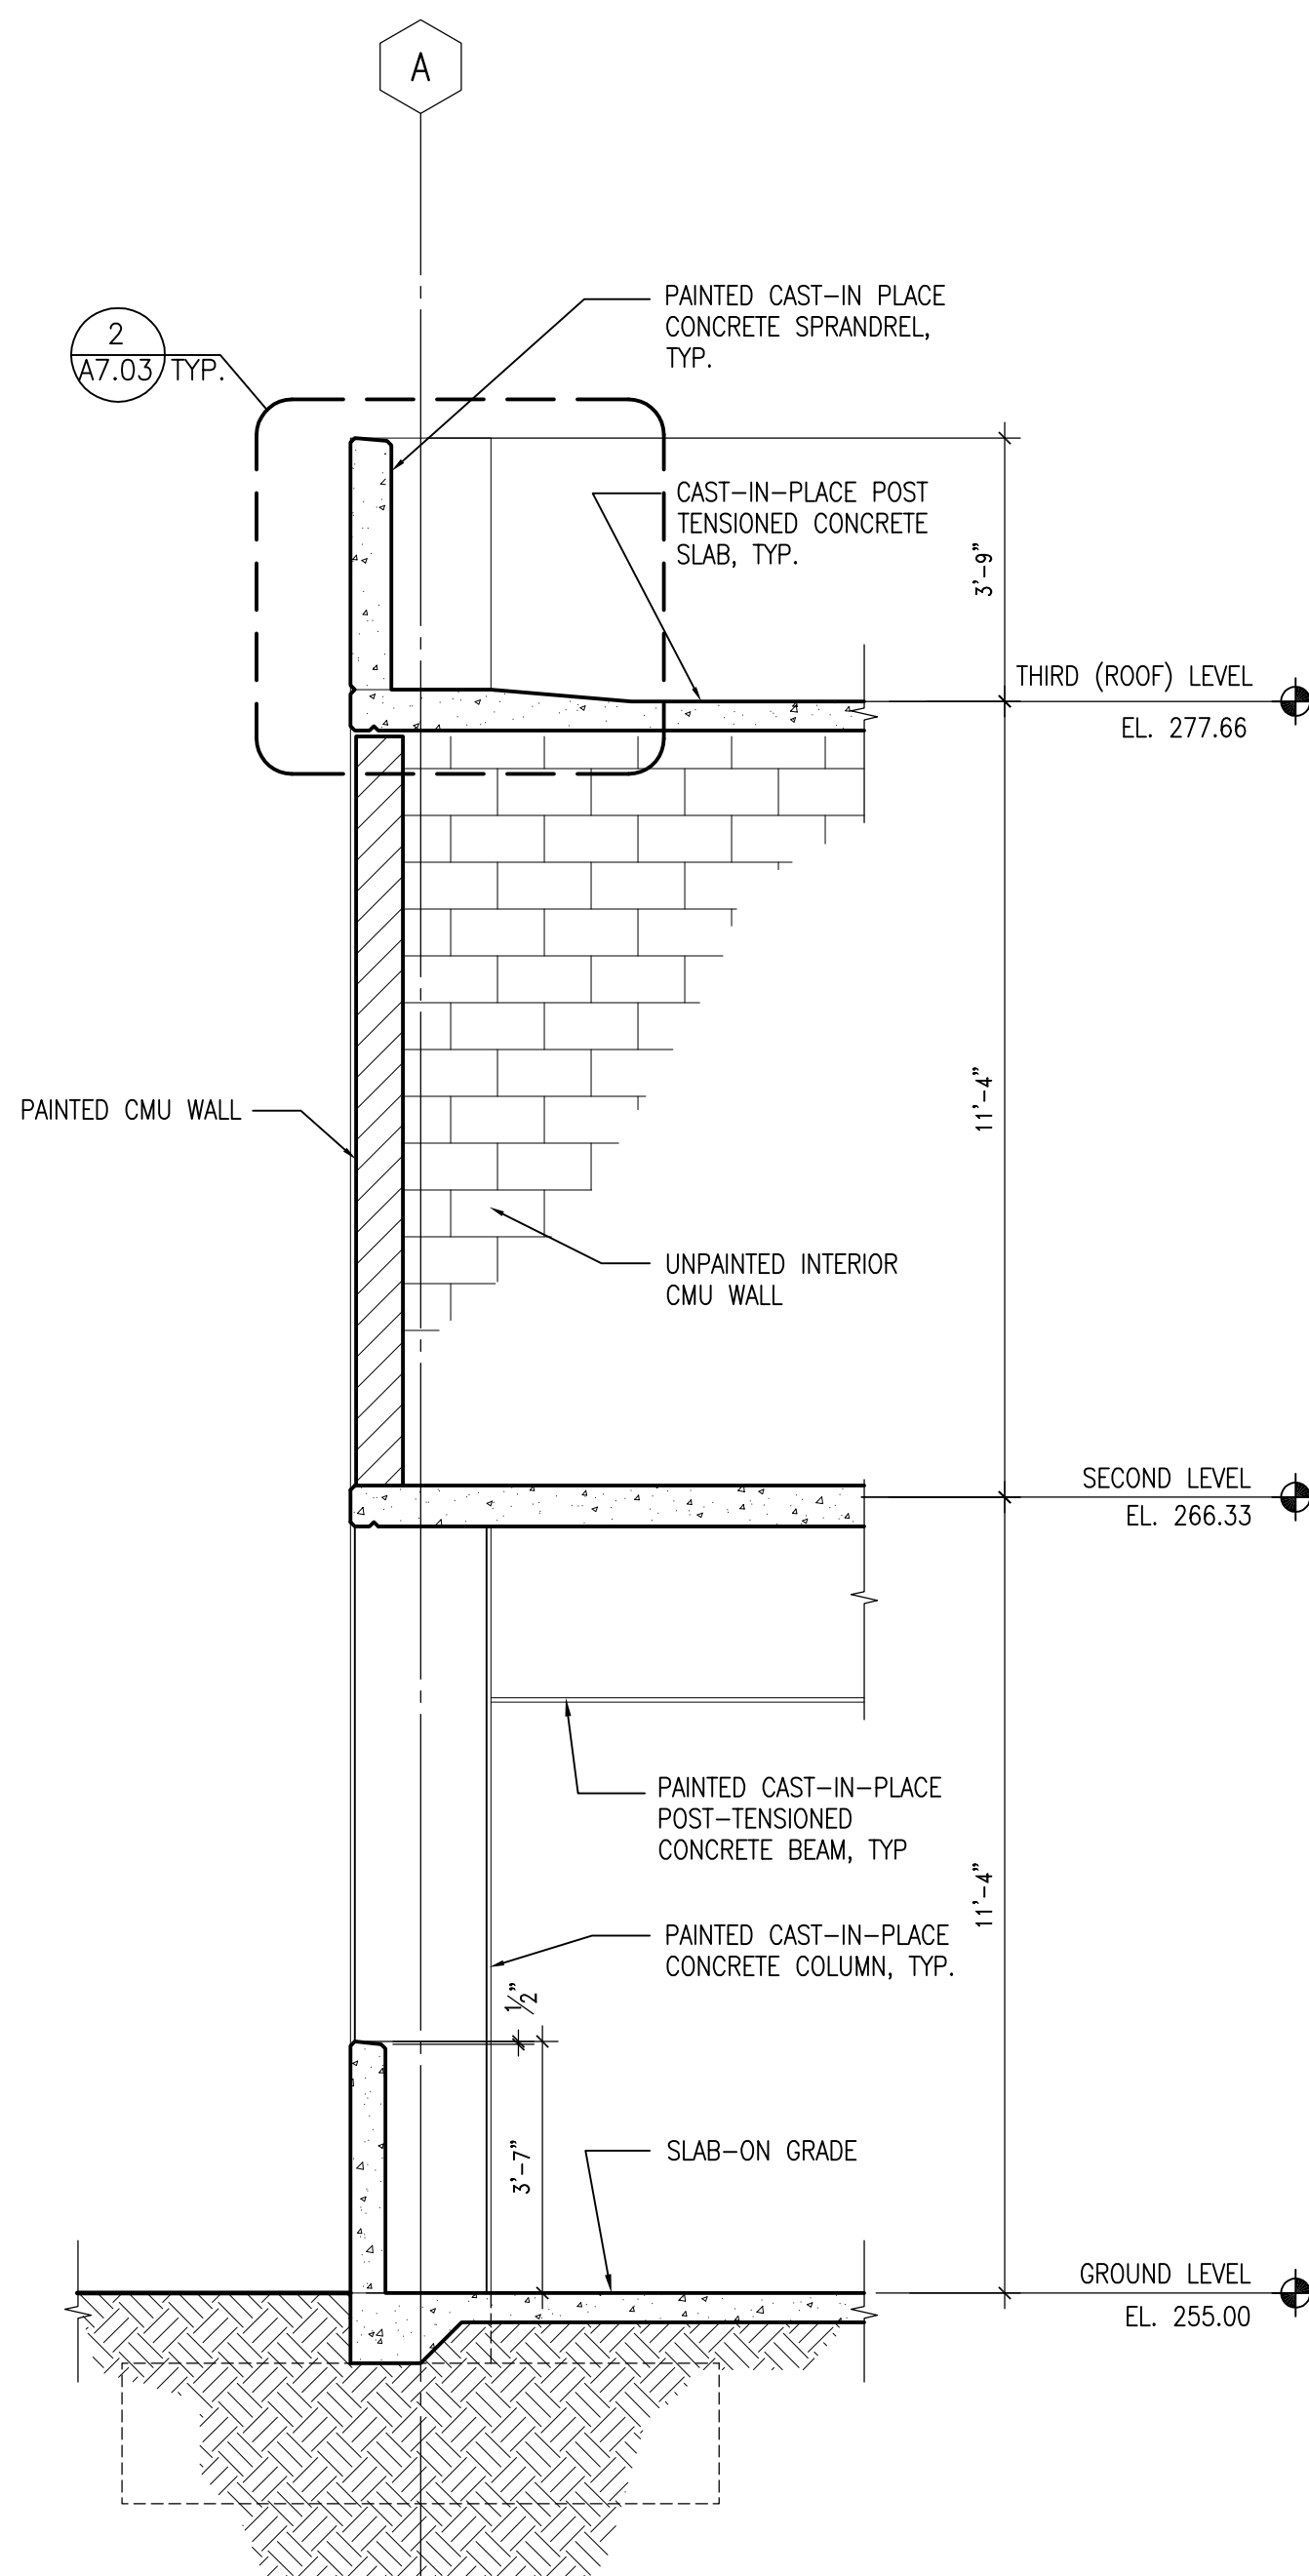 A
PAINTED CAST-IN PLACE
CONCRETE SPRANDREL,
TYP.
2
A7.03 TYP.
CAST-IN-PLACE POST
TENSIONED CONCRETE
SLAB, TYP.
3'-9"
THIRD (ROOF) LEVEL
EL. 277.66
11'-4"
PAINTED CMU WALL
UNPAINTED INTERIOR
CMU WALL
SECOND LEVEL
EL. 266.33
PAINTED CAST-IN-PLACE
POST-TENSIONED
CONCRETE BEAM, TYP
11'-4"
PAINTED CAST-IN-PLACE
CONCRETE COLUMN, TYP.
1/2"
3'-7"
SLAB-ON GRADE
GROUND LEVEL
EL. 255.00